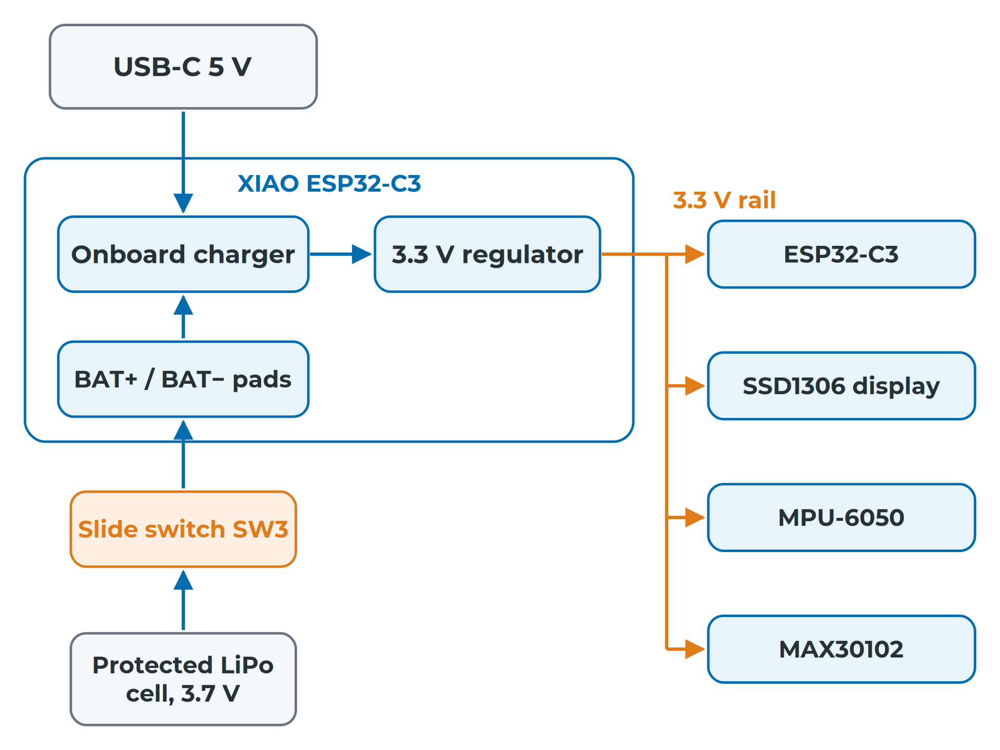 USB-C 5 V
XIAO ESP32-C3
3.3 V rail
Onboard charger
3.3 V regulator
ESP32-C3
BAT+ / BAT− pads
SSD1306 display
Slide switch SW3
MPU-6050
Protected LiPo
cell, 3.7 V
MAX30102